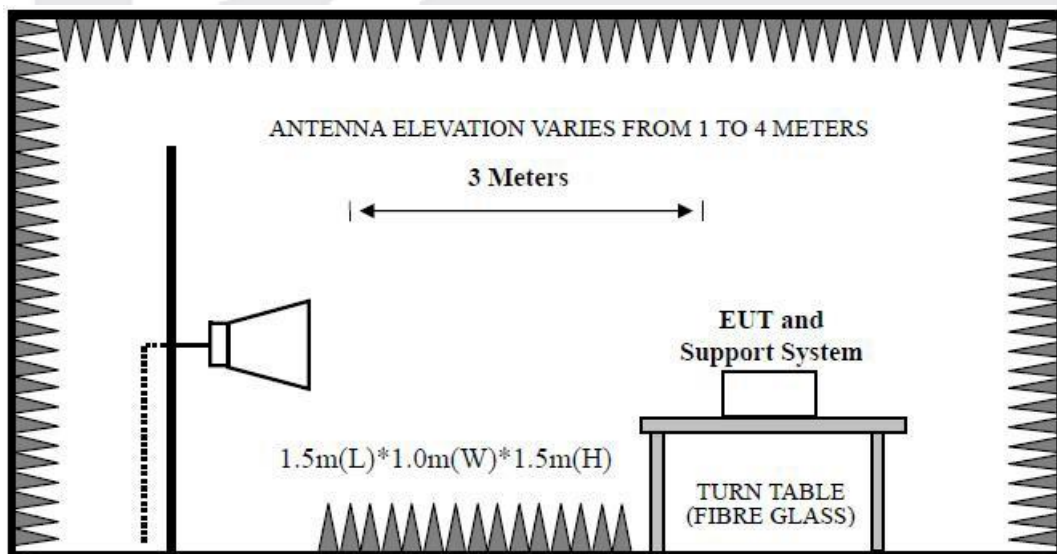 ANTENNA ELEVATION VARIES FROM 1 TO 4 METERS
3 Meters
EUT and
Support System
1.5m(L)*1.0m(W)*1.5m(H)
TURN TABLE
(FIBRE GLASS)